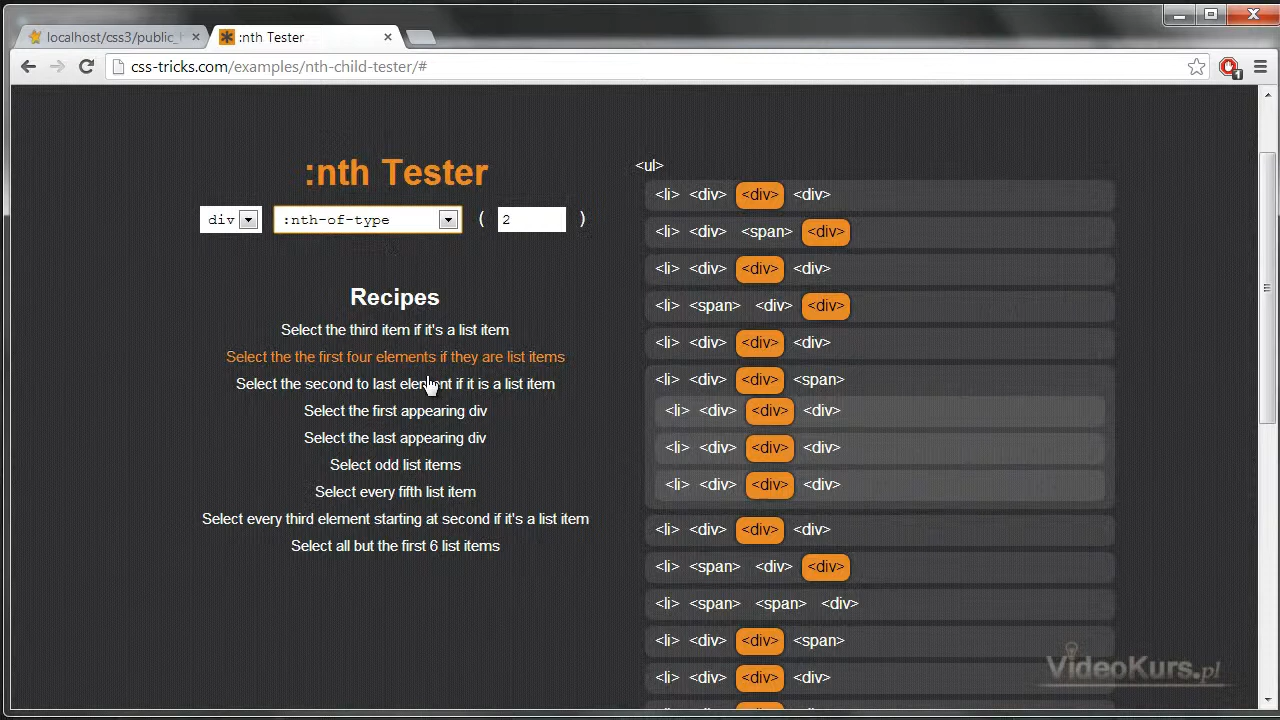 localhost/css3/public_h
:nth Tester
css-tricks.com/examples/nth-child-tester/#
1
:nth Tester
div :nth-of-type ( 2 )
Recipes
Select the third item if it's a list item
Select the the first four elements if they are list items
Select the second to last element if it is a list item
Select the first appearing div
Select the last appearing div
Select odd list items
Select every fifth list item
Select every third element starting at second if it's a list item
Select all but the first 6 list items
<ul>
<li> <div> <div> <div>
<li> <div> <span> <div>
<li> <div> <div> <div>
<li> <span> <div> <div>
<li> <div> <div> <div>
<li> <div> <div> <span>
<li> <div> <div> <div>
<li> <div> <div> <div>
<li> <div> <div> <div>
<li> <div> <div> <div>
<li> <span> <div> <div>
<li> <span> <span> <div>
<li> <div> <div> <span>
<li> <div> <div> <div>
VideoKurs.pl